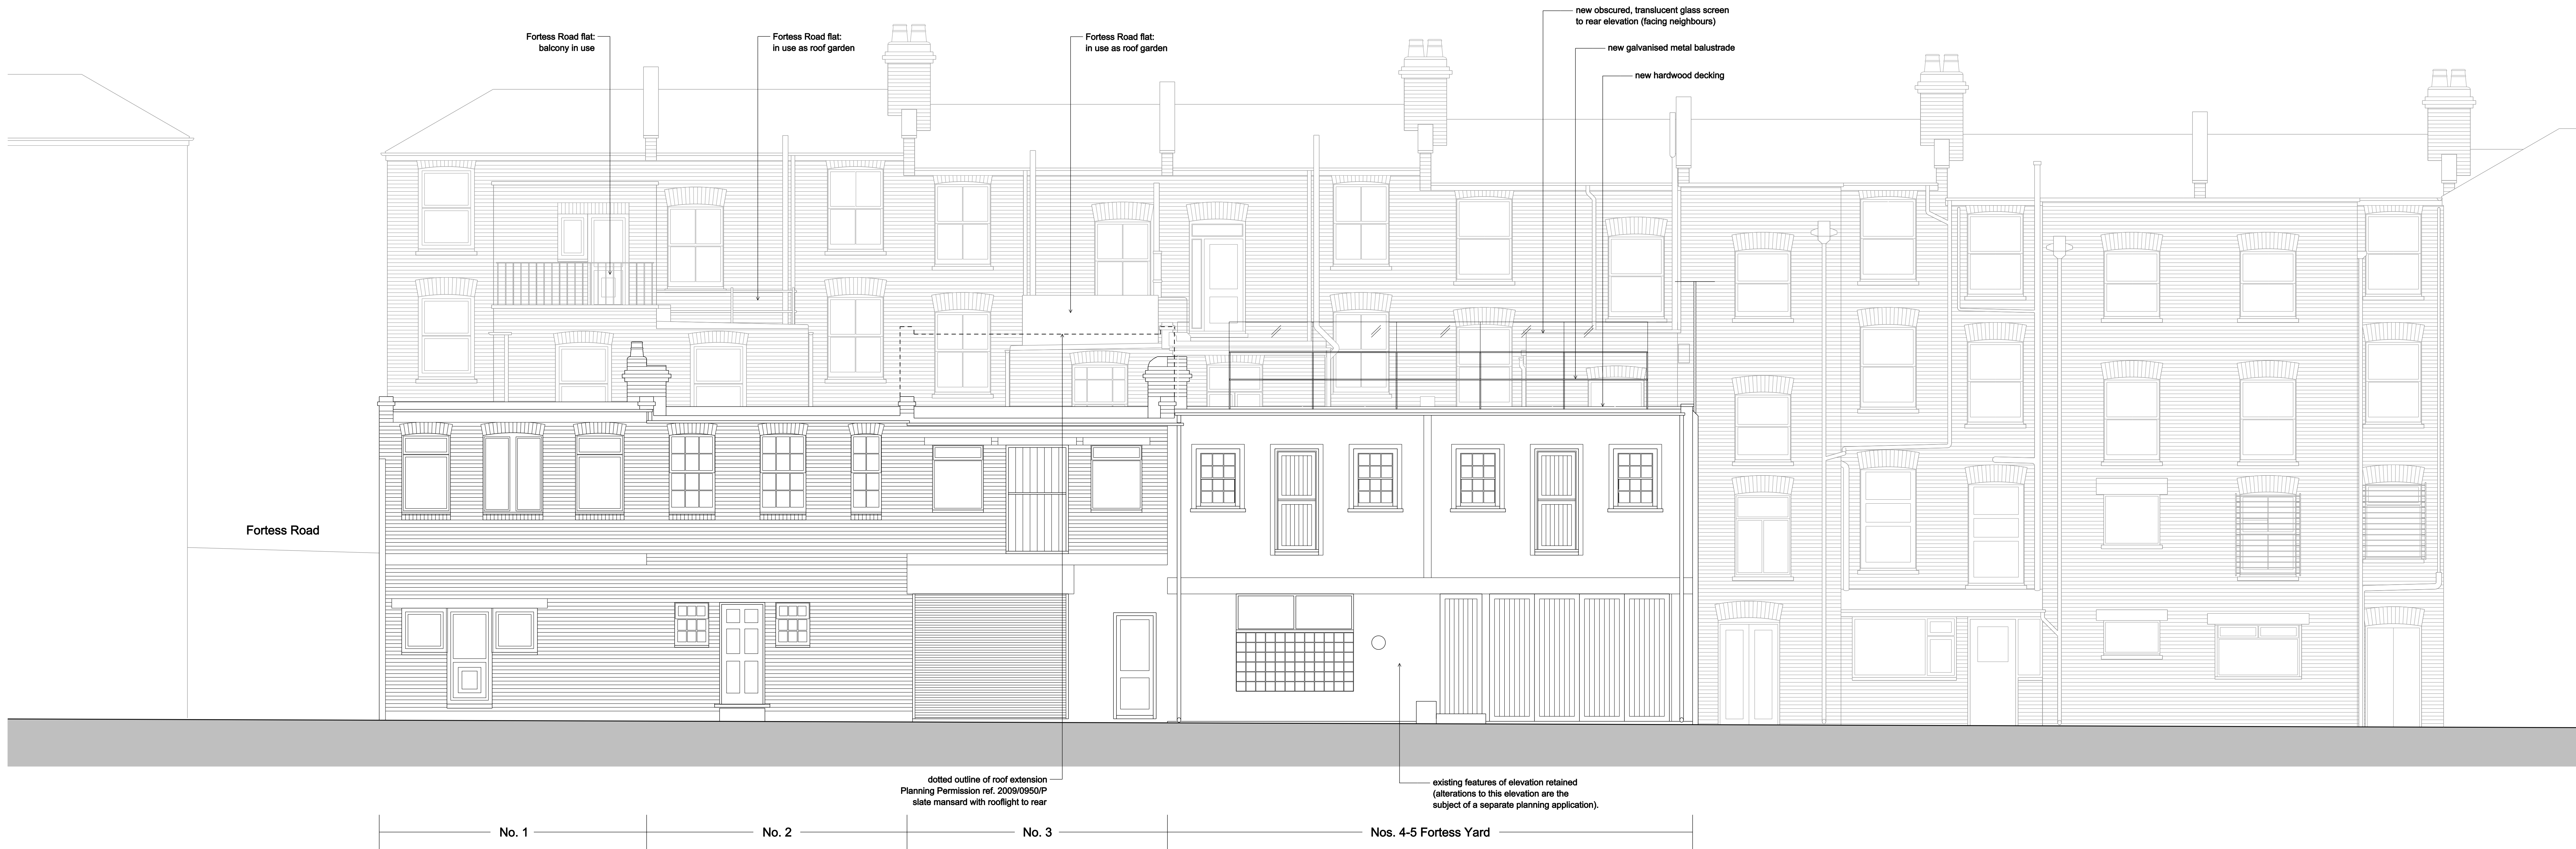 new obscured, translucent glass screen
to rear elevation (facing neighbours)
Fortess Road flat:
balcony in use
Fortess Road flat:
in use as roof garden
Fortess Road flat:
in use as roof garden
new galvanised metal balustrade
new hardwood decking
Fortess Road
dotted outline of roof extension
Planning Permission ref. 2009/0950/P
slate mansard with rooflight to rear
existing features of elevation retained
(alterations to this elevation are the
subject of a separate planning application).
No. 1
No. 2
No. 3
Nos. 4-5 Fortess Yard